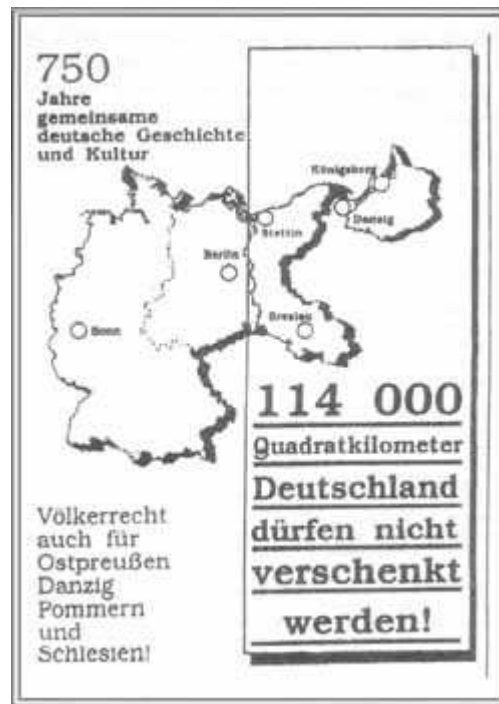 750
Jahre
gemeinsame
deutsche Geschichte
und Kultur
Königsberg
Danzig
Stettin
Berlin
Breslau
Bonn
114 000
Quadratkilometer
Deutschland
dürfen nicht
verschenkt
werden!
Völkerrecht
auch für
Ostpreußen
Danzig
Pommern
und
Schlesien!